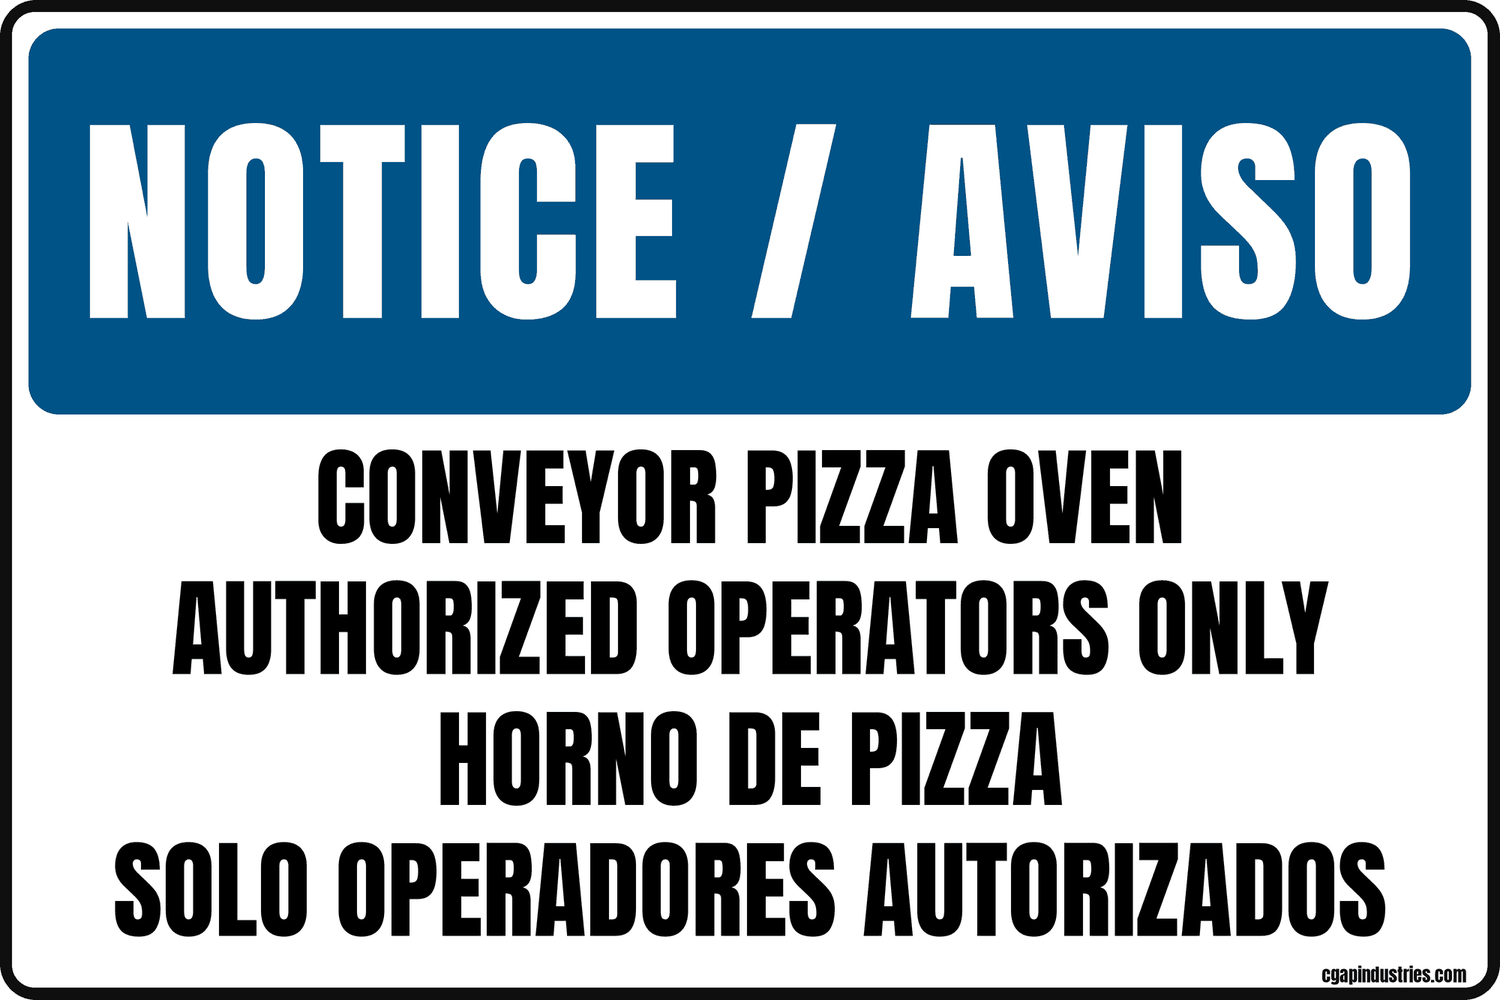 NOTICE / AVISO
CONVEYOR PIZZA OVEN
AUTHORIZED OPERATORS ONLY
HORNO DE PIZZA
SOLO OPERADORES AUTORIZADOS
cgapindustries.com